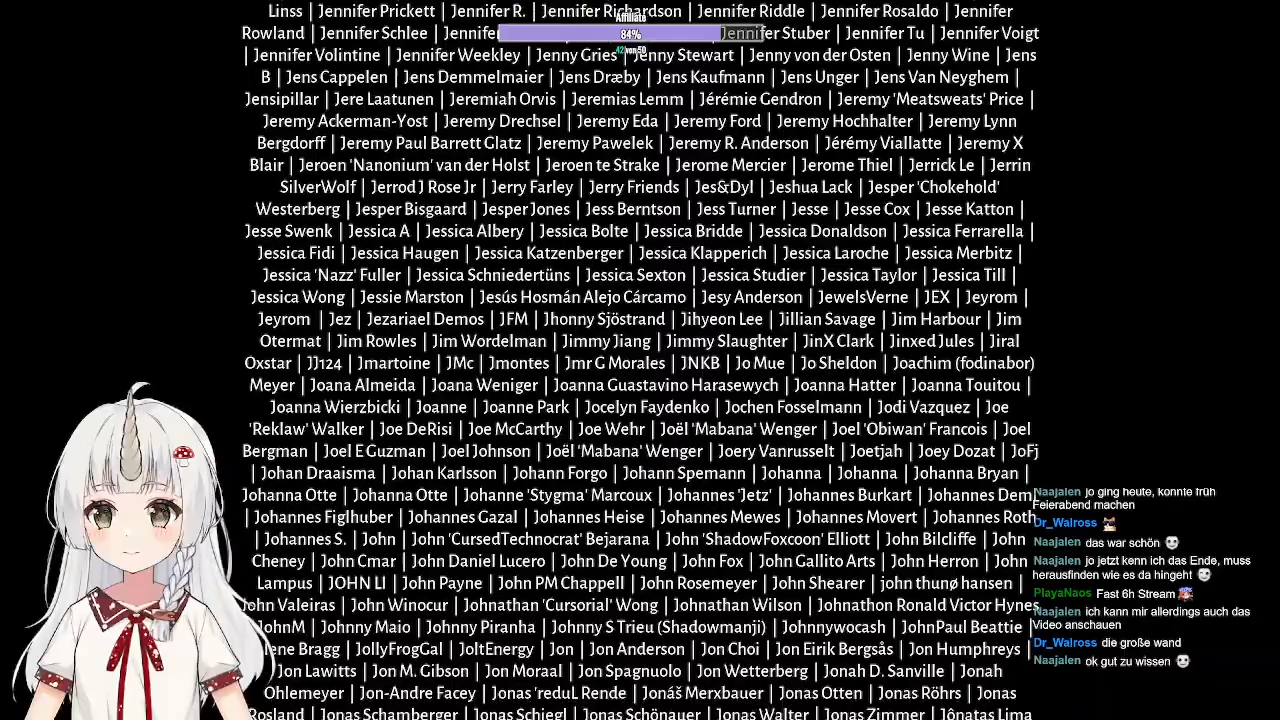 Linss | Jennifer Prickett | Jennifer R. | Jennifer Richardson | Jennifer Riddle | Jennifer Rosaldo | Jennifer
Affiliate
Rowland | Jennifer Schlee | Jennifer
84%
Jennifer Stuber | Jennifer Tu | Jennifer Voigt
42 von 50
| Jennifer Volintine | Jennifer Weekley | Jenny Gries | Jenny Stewart | Jenny von der Osten | Jenny Wine | Jens
B | Jens Cappelen | Jens Demmelmaier | Jens Dræby | Jens Kaufmann | Jens Unger | Jens Van Neyghem |
Jensipillar | Jere Laatunen | Jeremiah Orvis | Jeremias Lemm | Jérémie Gendron | Jeremy 'Meatsweats' Price |
Jeremy Ackerman-Yost | Jeremy Drechsel | Jeremy Eda | Jeremy Ford | Jeremy Hochhalter | Jeremy Lynn
Bergdorff | Jeremy Paul Barrett Glatz | Jeremy Pawelek | Jeremy R. Anderson | Jérémy Viallatte | Jeremy X
Blair | Jeroen 'Nanonium' van der Holst | Jeroen te Strake | Jerome Mercier | Jerome Thiel | Jerrick Le | Jerrin
SilverWolf | Jerrod J Rose Jr | Jerry Farley | Jerry Friends | Jes&Dyl | Jeshua Lack | Jesper 'Chokehold'
Westerberg | Jesper Bisgaard | Jesper Jones | Jess Berntson | Jess Turner | Jesse | Jesse Cox | Jesse Katton |
Jesse Swenk | Jessica A | Jessica Albery | Jessica Bolte | Jessica Bridde | Jessica Donaldson | Jessica Ferrarella |
Jessica Fidi | Jessica Haugen | Jessica Katzenberger | Jessica Klapperich | Jessica Laroche | Jessica Merbitz |
Jessica 'Nazz' Fuller | Jessica Schniedertüns | Jessica Sexton | Jessica Studier | Jessica Taylor | Jessica Till |
Jessica Wong | Jessie Marston | Jesús Hosmán Alejo Cárcamo | Jesy Anderson | JewelsVerne | JEX | Jeyrom |
Jeyrom | Jez | Jezariael Demos | JFM | Jhonny Sjöstrand | Jihyeon Lee | Jillian Savage | Jim Harbour | Jim
Otermat | Jim Rowles | Jim Wordelman | Jimmy Jiang | Jimmy Slaughter | JinX Clark | Jinxed Jules | Jiral
Oxstar | JJ124 | Jmartoine | JMc | Jmontes | Jmr G Morales | JNKB | Jo Mue | Jo Sheldon | Joachim (fodinabor)
Meyer | Joana Almeida | Joana Weniger | Joanna Guastavino Harasewych | Joanna Hatter | Joanna Touitou |
Joanna Wierzbicki | Joanne | Joanne Park | Jocelyn Faydenko | Jochen Fosselmann | Jodi Vazquez | Joe
'Reklaw' Walker | Joe DeRisi | Joe McCarthy | Joe Wehr | Joël 'Mabana' Wenger | Joel 'Obiwan' Francois | Joel
Bergman | Joel E Guzman | Joel Johnson | Joël 'Mabana' Wenger | Joery Vanrusselt | Joetjah | Joey Dozat | JoFj
| Johan Draaisma | Johan Karlsson | Johann Forgo | Johann Spemann | Johanna | Johanna | Johanna Bryan |
Johanna Otte | Johanna Otte | Johanne 'Stygma' Marcoux | Johannes 'Jetz' | Johannes Burkart | Johannes Dem
| Johannes Figlhuber | Johannes Gazal | Johannes Heise | Johannes Mewes | Johannes Movert | Johannes Roth
| Johannes S. | John | John 'CursedTechnocrat' Bejarana | John 'ShadowFoxcoon' Elliott | John Bilcliffe | John
Cheney | John Cmar | John Daniel Lucero | John De Young | John Fox | John Gallito Arts | John Herron | John
Lampus | JOHN LI | John Payne | John PM Chappell | John Rosemeyer | John Shearer | john thunø hansen |
John Valeiras | John Winocur | Johnathan 'Cursorial' Wong | Johnathan Wilson | Johnathon Ronald Victor Hynes
JohnM | Johnny Maio | Johnny Piranha | Johnny S Trieu (Shadowmanji) | Johnnywocash | JohnPaul Beattie |
lene Bragg | JollyFrogGal | JoltEnergy | Jon | Jon Anderson | Jon Choi | Jon Eirik Bergsås | Jon Humphreys |
Jon Lawitts | Jon M. Gibson | Jon Moraal | Jon Spagnuolo | Jon Wetterberg | Jonah D. Sanville | Jonah
Ohlemeyer | Jon-Andre Facey | Jonas 'reduL Rende | Jonáš Merxbauer | Jonas Otten | Jonas Röhrs | Jonas
Rosland | Jonas Schamberger | Jonas Schiegl | Jonas Schönauer | Jonas Walter | Jonas Zimmer | Jônatas Lima
Naajalen jo ging heute, konnte früh
Feierabend machen
Dr_Walross
Naajalen das war schön
Naajalen jo jetzt kenn ich das Ende, muss
herausfinden wie es da hingeht
PlayaNaos Fast 6h Stream
Naajalen ich kann mir allerdings auch das
Video anschauen
Dr_Walross die große wand
Naajalen ok gut zu wissen